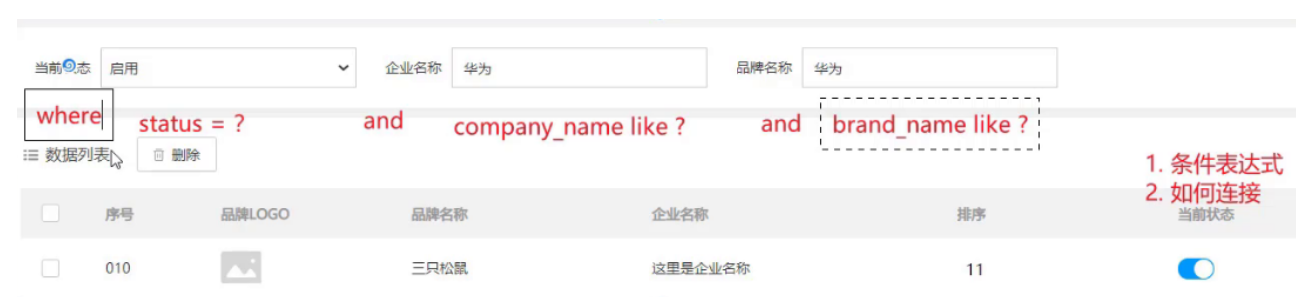 当前态 启用 企业名称 华为 品牌名称 华为
where status = ? and company_name like ? and brand_name like ?
数据列表 删除
1. 条件表达式
2. 如何连接
序号 品牌LOGO 品牌名称 企业名称 排序 当前状态
010 三只松鼠 这里是企业名称 11